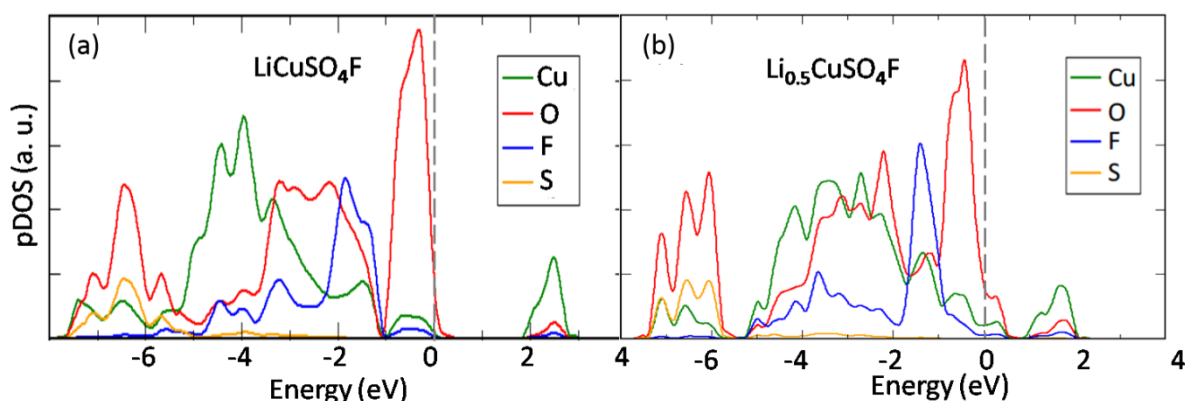 (a)
LiCuSO₄F
Cu
O
F
S
pDOS (a. u.)
-6
-4
-2
0
2
Energy (eV)
(b)
Li₀.₅CuSO₄F
Cu
O
F
S
4
-6
-4
-2
0
2
4
Energy (eV)